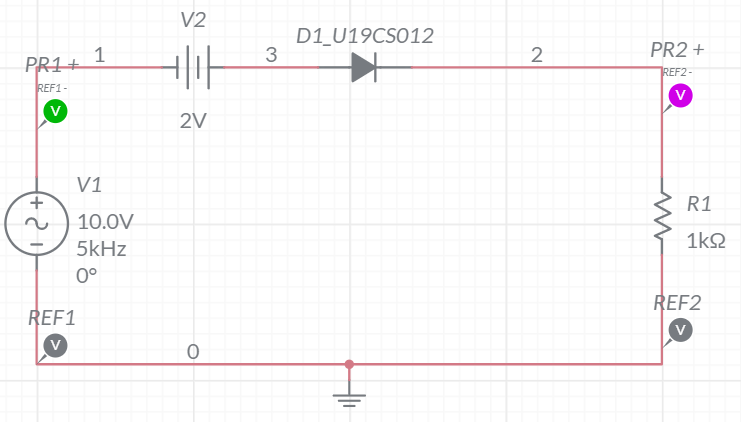 V2
D1_U19CS012
PR1 +
1
3
2
PR2 +
REF1 -
REF2 -
V
V
2V
V1
10.0V
5kHz
0°
R1
1kΩ
REF1
REF2
V
V
0